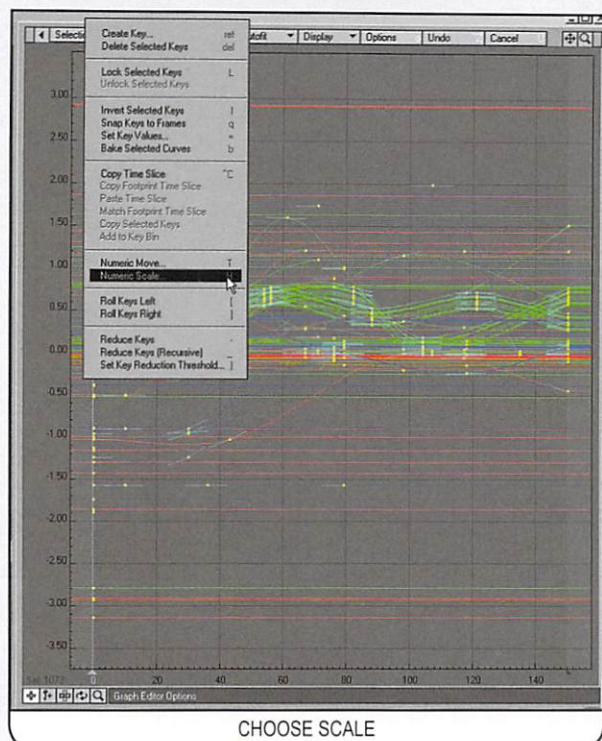 Selectio
Autofit
Display
Options
Undo
Cancel
Create Key... ret
Delete Selected Keys del
Lock Selected Keys L
Unlock Selected Keys
Invert Selected Keys I
Snap Keys to Frames q
Set Key Values... =
Bake Selected Curves b
Copy Time Slice ^C
Copy Footprint Time Slice
Paste Time Slice
Match Footprint Time Slice
Copy Selected Keys
Add to Key Bin
Numeric Move... T
Numeric Scale... H
Roll Keys Left [
Roll Keys Right ]
Reduce Keys -
Reduce Keys (Recursive) _
Set Key Reduction Threshold... |
3.00
2.50
2.00
1.50
1.00
0.50
0.00
-0.50
-1.00
-1.50
-2.00
-2.50
-3.00
-3.50
Sel: 1073
0 20 40 60 80 100 120 140
Graph Editor Options
CHOOSE SCALE